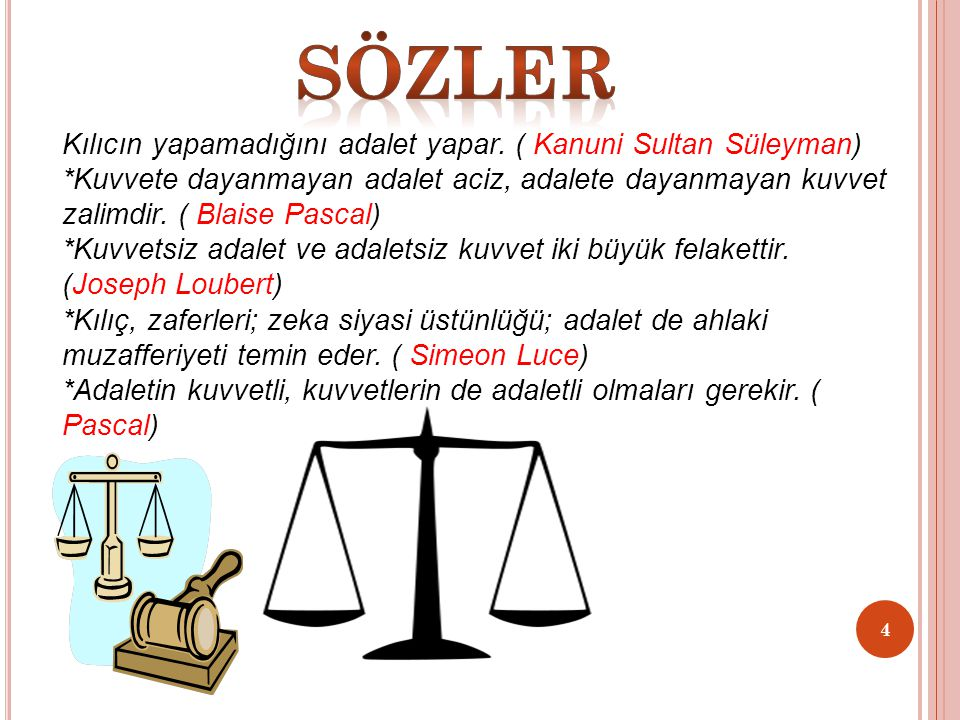 SÖZLER
Kılıcın yapamadığını adalet yapar. ( Kanuni Sultan Süleyman)
*Kuvvete dayanmayan adalet aciz, adalete dayanmayan kuvvet
zalimdir. ( Blaise Pascal)
*Kuvvetsiz adalet ve adaletsiz kuvvet iki büyük felakettir.
(Joseph Loubert)
*Kılıç, zaferleri; zeka siyasi üstünlüğü; adalet de ahlaki
muzafferiyeti temin eder. ( Simeon Luce)
*Adaletin kuvvetli, kuvvetlerin de adaletli olmaları gerekir. (
Pascal)
4